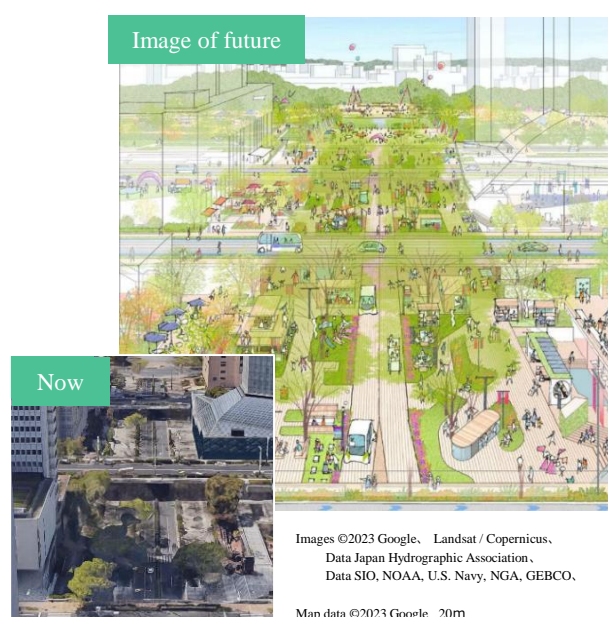 Image of future
Now
Images ©2023 Google、 Landsat / Copernicus、
Data Japan Hydrographic Association、
Data SIO, NOAA, U.S. Navy, NGA, GEBCO、
Map data ©2023 Google 20m